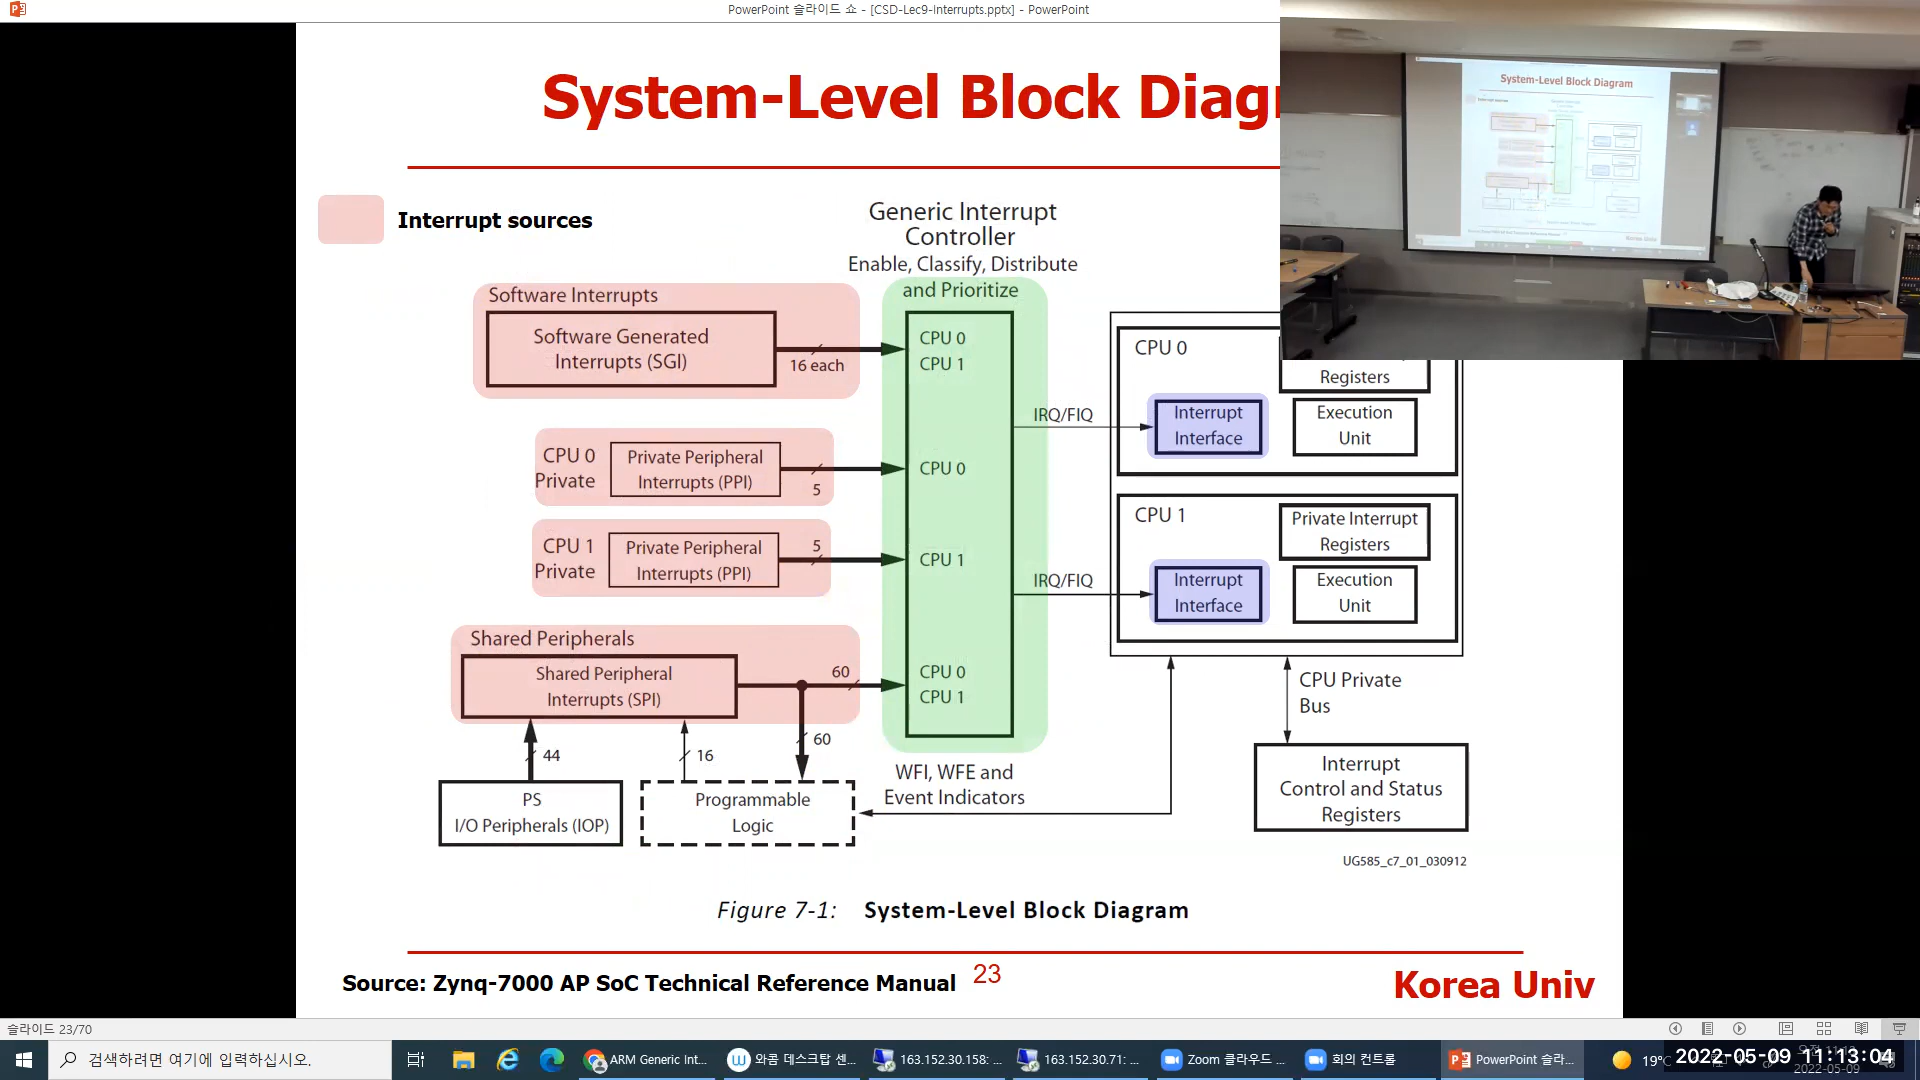 PowerPoint 슬라이드 쇼 - [CSD-Lec9-Interrupts.pptx] - PowerPoint
System-Level Block Diagr
System-Level Block Diagram
Interrupt sources
Generic Interrupt
Controller
Enable, Classify, Distribute
and Prioritize
Software Interrupts
Software Generated
Interrupts (SGI)
16 each
CPU 0
CPU 1
CPU 0
Private
Private Peripheral
Interrupts (PPI)
5
CPU 0
CPU 1
Private
Private Peripheral
Interrupts (PPI)
5
CPU 1
Shared Peripherals
Shared Peripheral
Interrupts (SPI)
60
CPU 0
CPU 1
44
16
60
PS
I/O Peripherals (IOP)
Programmable
Logic
WFI, WFE and
Event Indicators
IRQ/FIQ
IRQ/FIQ
CPU 0
Registers
Interrupt
Interface
Execution
Unit
CPU 1
Private Interrupt
Registers
Interrupt
Interface
Execution
Unit
CPU Private
Bus
Interrupt
Control and Status
Registers
UG585_c7_01_030912
Figure 7-1: System-Level Block Diagram
Source: Zynq-7000 AP SoC Technical Reference Manual 23
Korea Univ
슬라이드 23/70
검색하려면 여기에 입력하십시오.
ARM Generic Int...
와콤 데스크탑 센...
163.152.30.158: ...
163.152.30.71: ...
Zoom 클라우드 ...
회의 컨트롤
PowerPoint 슬라...
19°
2022-05-09 11:13:04
2022-05-09